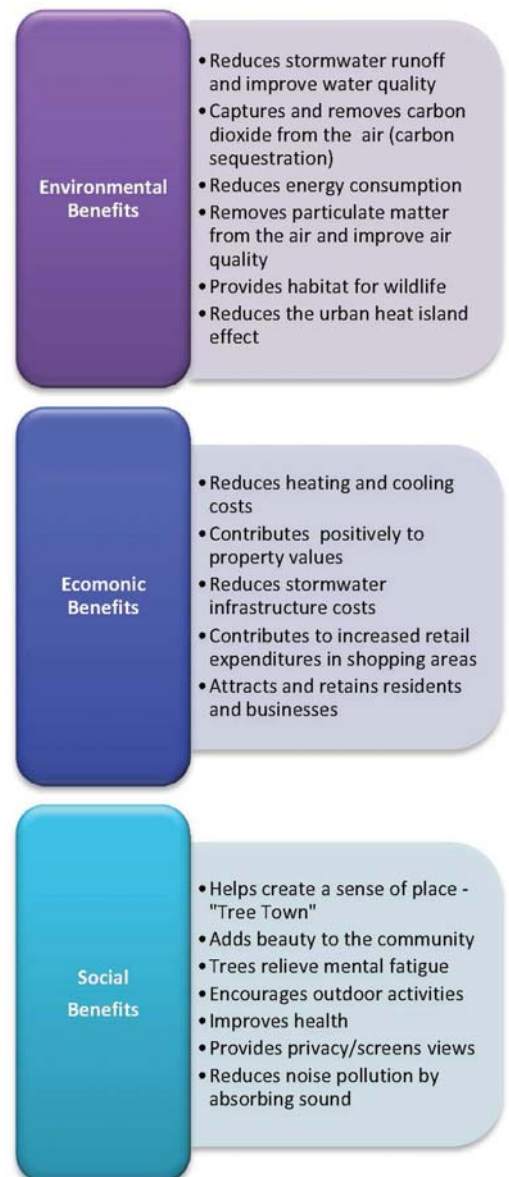 Environmental
Benefits
• Reduces stormwater runoff
and improve water quality
• Captures and removes carbon
dioxide from the air (carbon
sequestration)
• Reduces energy consumption
• Removes particulate matter
from the air and improve air
quality
• Provides habitat for wildlife
• Reduces the urban heat island
effect
Ecomonic
Benefits
• Reduces heating and cooling
costs
• Contributes positively to
property values
• Reduces stormwater
infrastructure costs
• Contributes to increased retail
expenditures in shopping areas
• Attracts and retains residents
and businesses
Social
Benefits
• Helps create a sense of place -
"Tree Town"
• Adds beauty to the community
• Trees relieve mental fatigue
• Encourages outdoor activities
• Improves health
• Provides privacy/screens views
• Reduces noise pollution by
absorbing sound